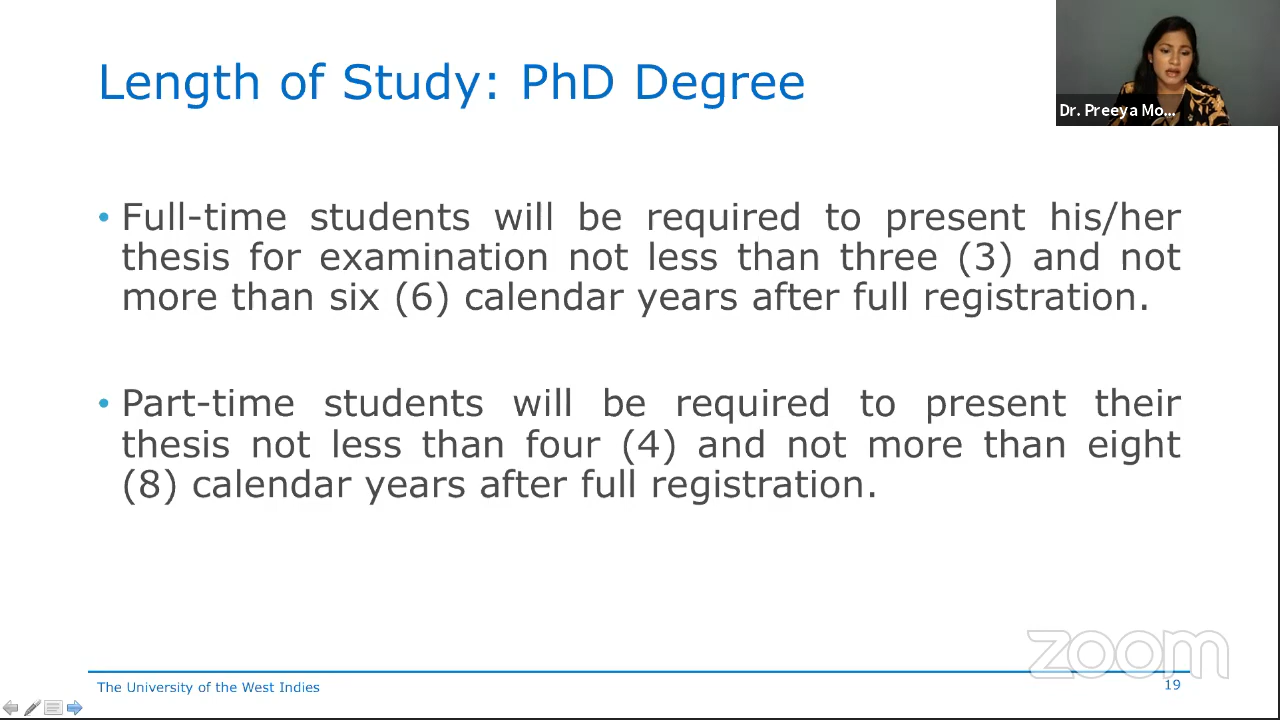 Length of Study: PhD Degree
Dr. Preeya Mo...
• Full-time students will be required to present his/her
thesis for examination not less than three (3) and not
more than six (6) calendar years after full registration.
• Part-time students will be required to present their
thesis not less than four (4) and not more than eight
(8) calendar years after full registration.
zoom
The University of the West Indies
19